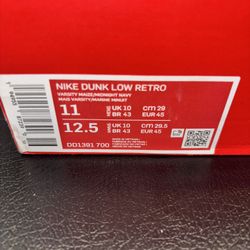 NIKE DUNK LOW RETRO
VARSITY MAIZE/MIDNIGHT NAVY
MAIS VARSITY/MARINE MINUIT
11 MENS UK 10 cm 29
BR 43 EUR 45
12.5 UK 10 cm 29.5
BR 43 EUR 45
DD1391 700